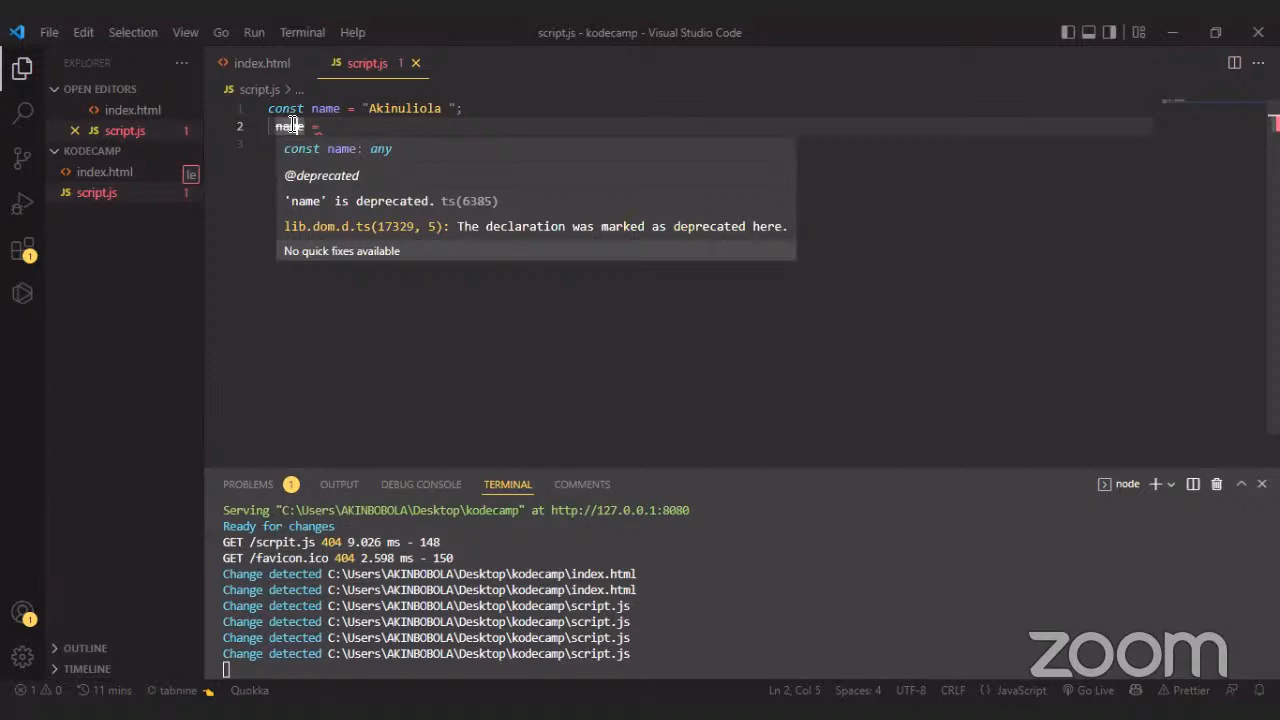 File Edit Selection View Go Run Terminal Help
script.js - kodecamp - Visual Studio Code
EXPLORER
OPEN EDITORS
index.html
script.js 1
KODECAMP
index.html
le
script.js 1
OUTLINE
TIMELINE
index.html
JS script.js 1
JS script.js > ...
1 const name = "Akinuliola ";
2 name =
3
const name: any
@deprecated
'name' is deprecated. ts(6385)
lib.dom.d.ts(17329, 5): The declaration was marked as deprecated here.
No quick fixes available
PROBLEMS 1 OUTPUT DEBUG CONSOLE TERMINAL COMMENTS
node
Serving "C:\Users\AKINBOBOLA\Desktop\kodecamp" at http://127.0.0.1:8080
Ready for changes
GET /scrpit.js 404 9.026 ms - 148
GET /favicon.ico 404 2.598 ms - 150
Change detected C:\Users\AKINBOBOLA\Desktop\kodecamp\index.html
Change detected C:\Users\AKINBOBOLA\Desktop\kodecamp\index.html
Change detected C:\Users\AKINBOBOLA\Desktop\kodecamp\script.js
Change detected C:\Users\AKINBOBOLA\Desktop\kodecamp\script.js
Change detected C:\Users\AKINBOBOLA\Desktop\kodecamp\script.js
Change detected C:\Users\AKINBOBOLA\Desktop\kodecamp\script.js
zoom
1 0 11 mins tabnine Quokka
Ln 2, Col 5 Spaces: 4 UTF-8 CRLF {} JavaScript Go Live Prettier